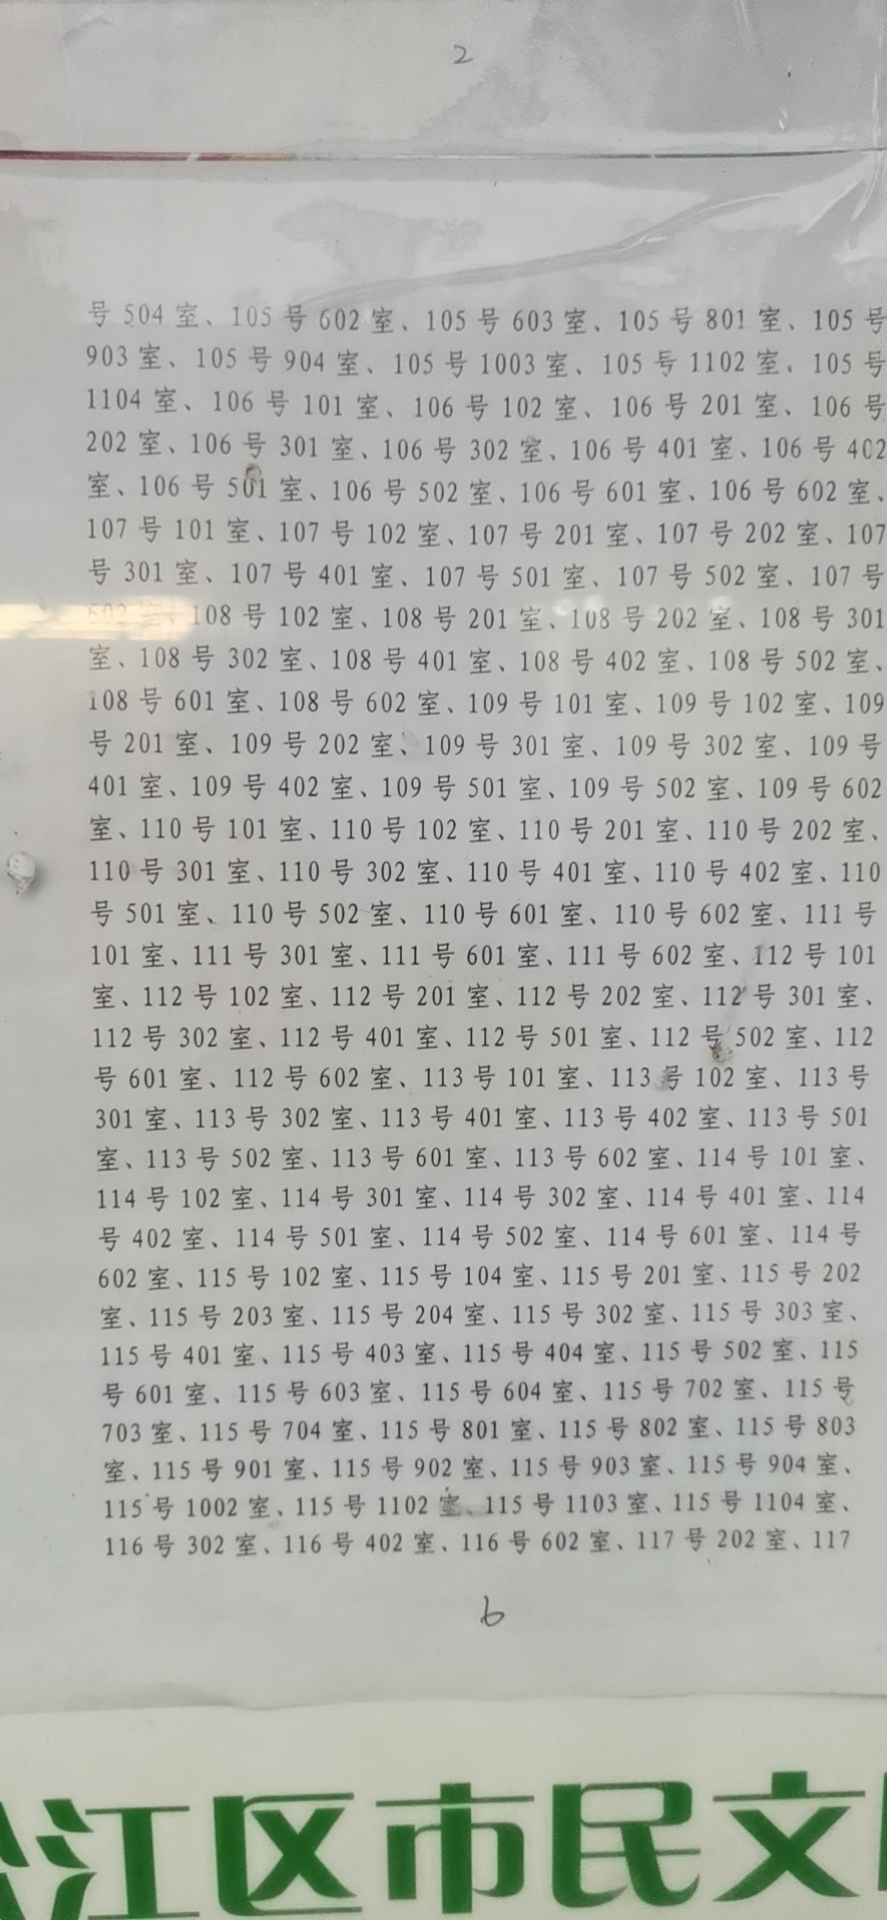 2
号 504 室、105 号 602 室、105 号 603 室、105 号 801 室、105 号
903 室、105 号 904 室、105 号 1003 室、105 号 1102 室、105 号
1104 室、106 号 101 室、106 号 102 室、106 号 201 室、106 号
202 室、106 号 301 室、106 号 302 室、106 号 401 室、106 号 402
室、106 号 501 室、106 号 502 室、106 号 601 室、106 号 602 室、
107 号 101 室、107 号 102 室、107 号 201 室、107 号 202 室、107
号 301 室、107 号 401 室、107 号 501 室、107 号 502 室、107 号
602 室、108 号 102 室、108 号 201 室、108 号 202 室、108 号 301
室、108 号 302 室、108 号 401 室、108 号 402 室、108 号 502 室、
108 号 601 室、108 号 602 室、109 号 101 室、109 号 102 室、109
号 201 室、109 号 202 室、109 号 301 室、109 号 302 室、109 号
401 室、109 号 402 室、109 号 501 室、109 号 502 室、109 号 602
室、110 号 101 室、110 号 102 室、110 号 201 室、110 号 202 室、
110 号 301 室、110 号 302 室、110 号 401 室、110 号 402 室、110
号 501 室、110 号 502 室、110 号 601 室、110 号 602 室、111 号
101 室、111 号 301 室、111 号 601 室、111 号 602 室、112 号 101
室、112 号 102 室、112 号 201 室、112 号 202 室、112 号 301 室、
112 号 302 室、112 号 401 室、112 号 501 室、112 号 502 室、112
号 601 室、112 号 602 室、113 号 101 室、113 号 102 室、113 号
301 室、113 号 302 室、113 号 401 室、113 号 402 室、113 号 501
室、113 号 502 室、113 号 601 室、113 号 602 室、114 号 101 室、
114 号 102 室、114 号 301 室、114 号 302 室、114 号 401 室、114
号 402 室、114 号 501 室、114 号 502 室、114 号 601 室、114 号
602 室、115 号 102 室、115 号 104 室、115 号 201 室、115 号 202
室、115 号 203 室、115 号 204 室、115 号 302 室、115 号 303 室、
115 号 401 室、115 号 403 室、115 号 404 室、115 号 502 室、115
号 601 室、115 号 603 室、115 号 604 室、115 号 702 室、115 号
703 室、115 号 704 室、115 号 801 室、115 号 802 室、115 号 803
室、115 号 901 室、115 号 902 室、115 号 903 室、115 号 904 室、
115 号 1002 室、115 号 1102 室、115 号 1103 室、115 号 1104 室、
116 号 302 室、116 号 402 室、116 号 602 室、117 号 202 室、117
6
文民市区江